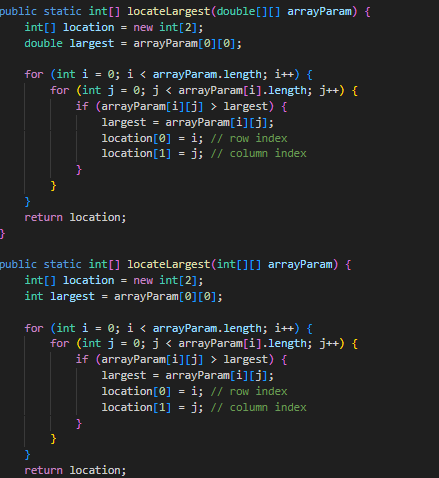 public static int[] locateLargest(double[][] arrayParam) {
    int[] location = new int[2];
    double largest = arrayParam[0][0];

    for (int i = 0; i < arrayParam.length; i++) {
        for (int j = 0; j < arrayParam[i].length; j++) {
            if (arrayParam[i][j] > largest) {
                largest = arrayParam[i][j];
                location[0] = i; // row index
                location[1] = j; // column index
            }
        }
    }
    return location;
}

public static int[] locateLargest(int[][] arrayParam) {
    int[] location = new int[2];
    int largest = arrayParam[0][0];

    for (int i = 0; i < arrayParam.length; i++) {
        for (int j = 0; j < arrayParam[i].length; j++) {
            if (arrayParam[i][j] > largest) {
                largest = arrayParam[i][j];
                location[0] = i; // row index
                location[1] = j; // column index
            }
        }
    }
    return location;